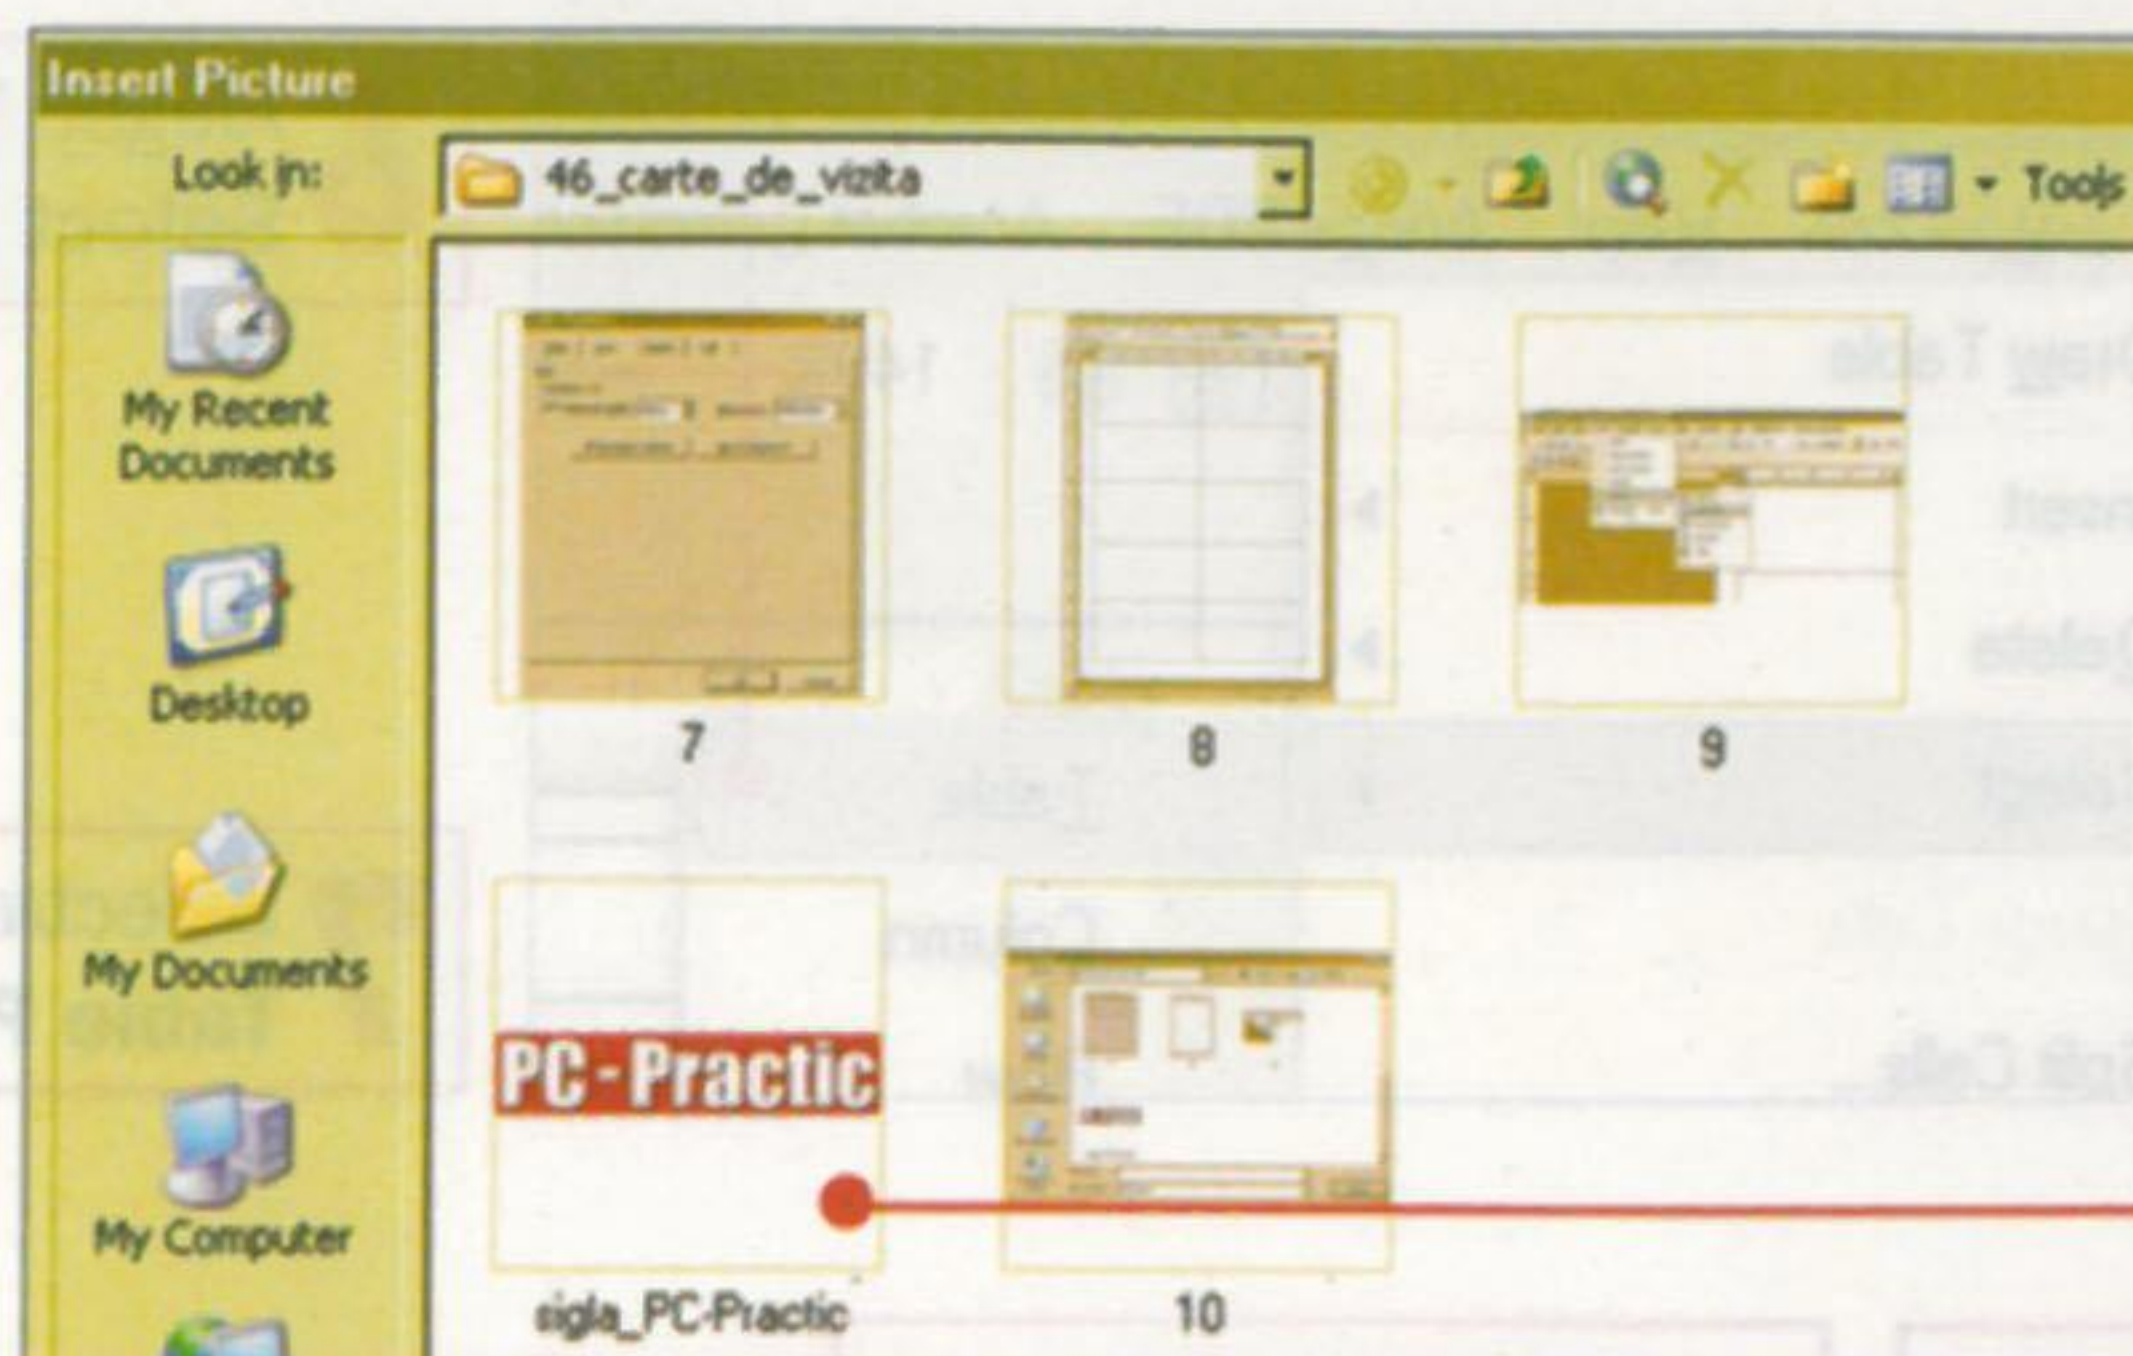 Insert Picture
Look in:
46_carte_de_vizita
Tools
My Recent
Documents
Desktop
My Documents
My Computer
7
8
9
PC-Practic
sigla_PC-Practic
10